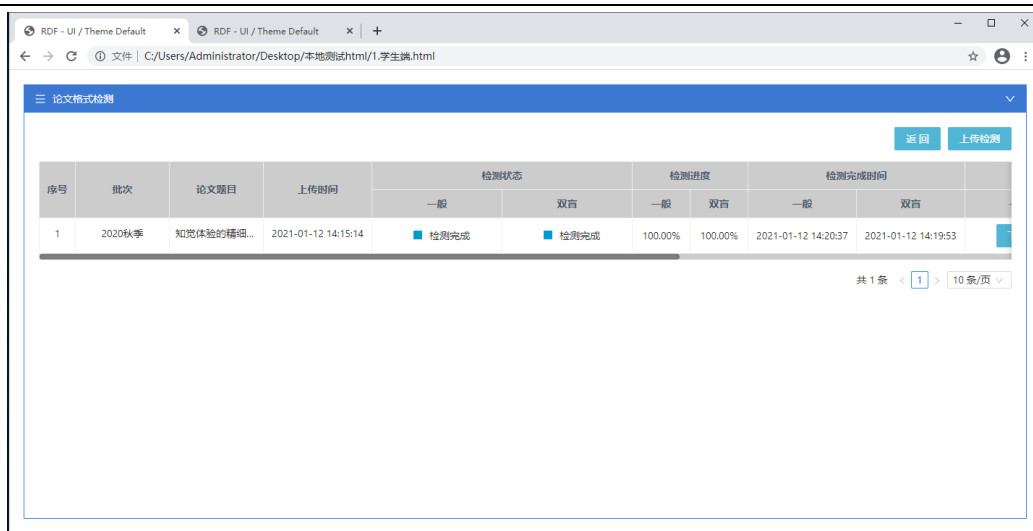 RDF - UI / Theme Default
RDF - UI / Theme Default
文件 C:/Users/Administrator/Desktop/本地测试html/1.学生端.html
论文格式检测
返回 上传检测
序号 批次 论文题目 上传时间 检测状态 检测进度 检测完成时间
一般 双盲 一般 双盲 一般 双盲
1 2020秋季 知觉体验的精细... 2021-01-12 14:15:14 检测完成 检测完成 100.00% 100.00% 2021-01-12 14:20:37 2021-01-12 14:19:53
共 1 条 < 1 > 10 条/页